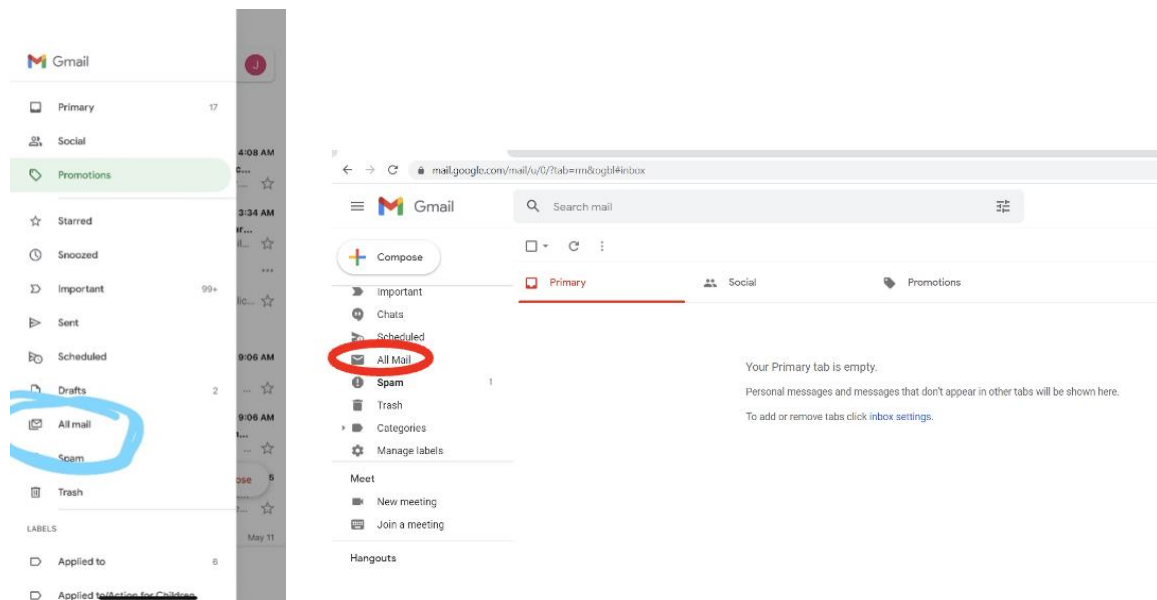 Gmail
J
Primary 17
Social
4:08 AM
Promotions
Starred
3:34 AM
Snoozed
Important 99+
Sent
Scheduled
9:06 AM
Drafts 2
9:06 AM
All mail
Spam
Trash
LABELS
May 11
Applied to 6
Applied to/Action for Children
mail.google.com/mail/u/0/?tab=rm&ogbl#inbox
Gmail
Search mail
Compose
Important
Chats
Scheduled
All Mail
Spam 1
Trash
Categories
Manage labels
Meet
New meeting
Join a meeting
Hangouts
Primary
Social
Promotions
Your Primary tab is empty.
Personal messages and messages that don't appear in other tabs will be shown here.
To add or remove tabs click inbox settings.